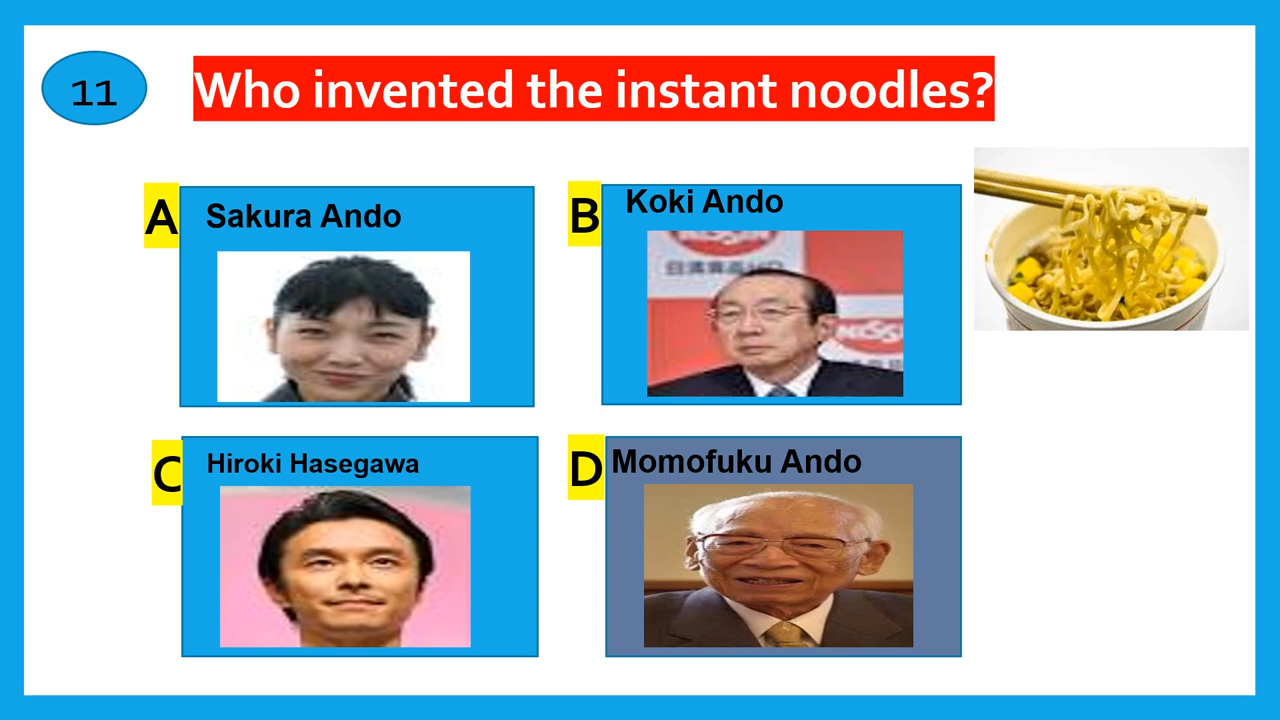 11
Who invented the instant noodles?
A
Sakura Ando
B
Koki Ando
C
Hiroki Hasegawa
D
Momofuku Ando